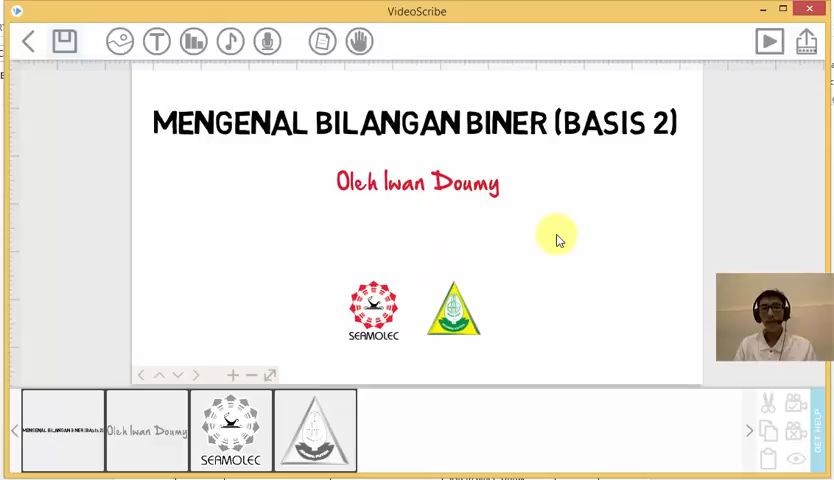 VideoScribe
MENGENAL BILANGAN BINER (BASIS 2)
Oleh Iwan Doumy
SEAMOLEC
MENGENAL BILANGAN BINER (BASIS 2)
Oleh Iwan Doumy
SEAMOLEC
GET HELP